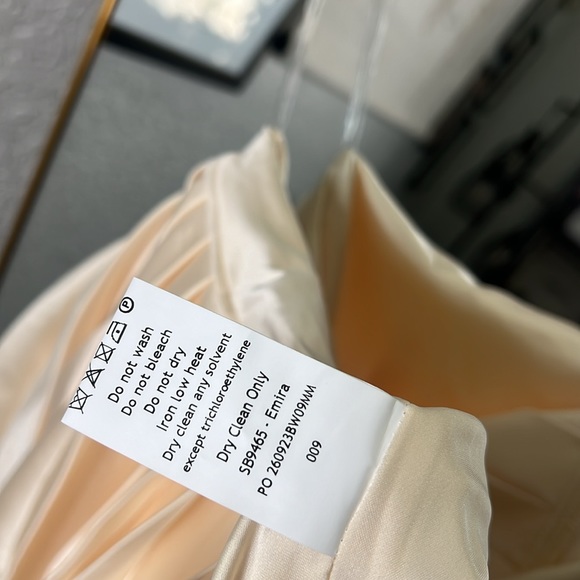 Do not wash
Do not bleach
Do not dry
Iron low heat
Dry clean any solvent
except trichloroethylene
Dry Clean Only
SB9465 - Emira
PO 260923BW09MM
009
P